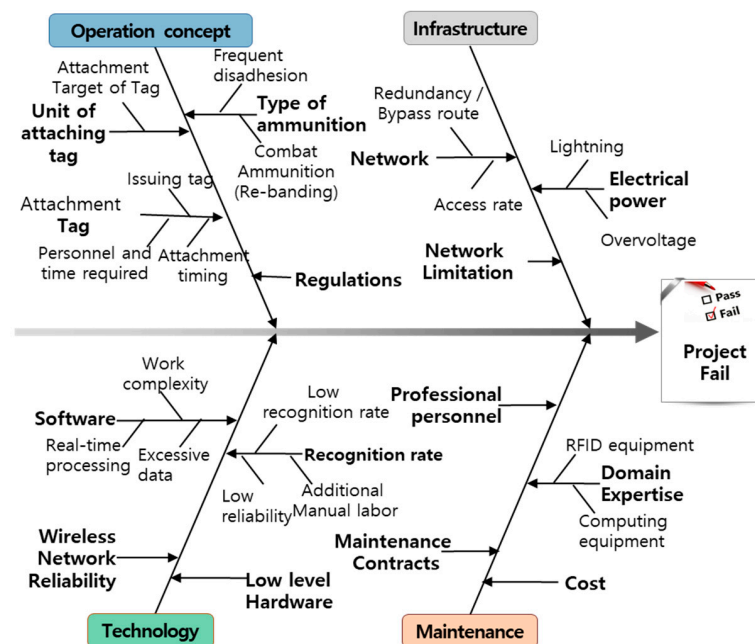 Operation concept
Infrastructure
Attachment
Target of Tag
Unit of
attaching
tag
Frequent
disadhesion
Type of
ammunition
Combat
Ammunition
(Re-banding)
Issuing tag
Attachment
Tag
Personnel and
time required
Attachment
timing
Regulations
Redundancy /
Bypass route
Network
Access rate
Lightning
Electrical
power
Overvoltage
Network
Limitation
Pass
Fail
Project
Fail
Work
complexity
Software
Real-time
processing
Excessive
data
Low
recognition rate
Recognition rate
Low
reliability
Additional
Manual labor
Wireless
Network
Reliability
Low level
Hardware
Technology
Professional
personnel
RFID equipment
Domain
Expertise
Computing
equipment
Maintenance
Contracts
Cost
Maintenance